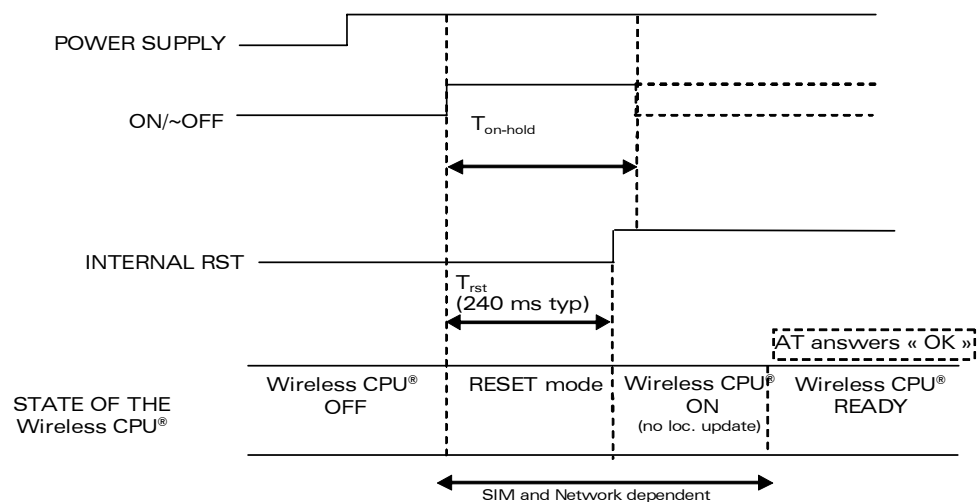 POWER SUPPLY
ON/~OFF
Ton-hold
INTERNAL RST
Trst
(240 ms typ)
AT answers « OK »
STATE OF THE
Wireless CPU®
Wireless CPU®
OFF
RESET mode
Wireless CPU®
ON
(no loc. update)
Wireless CPU®
READY
SIM and Network dependent